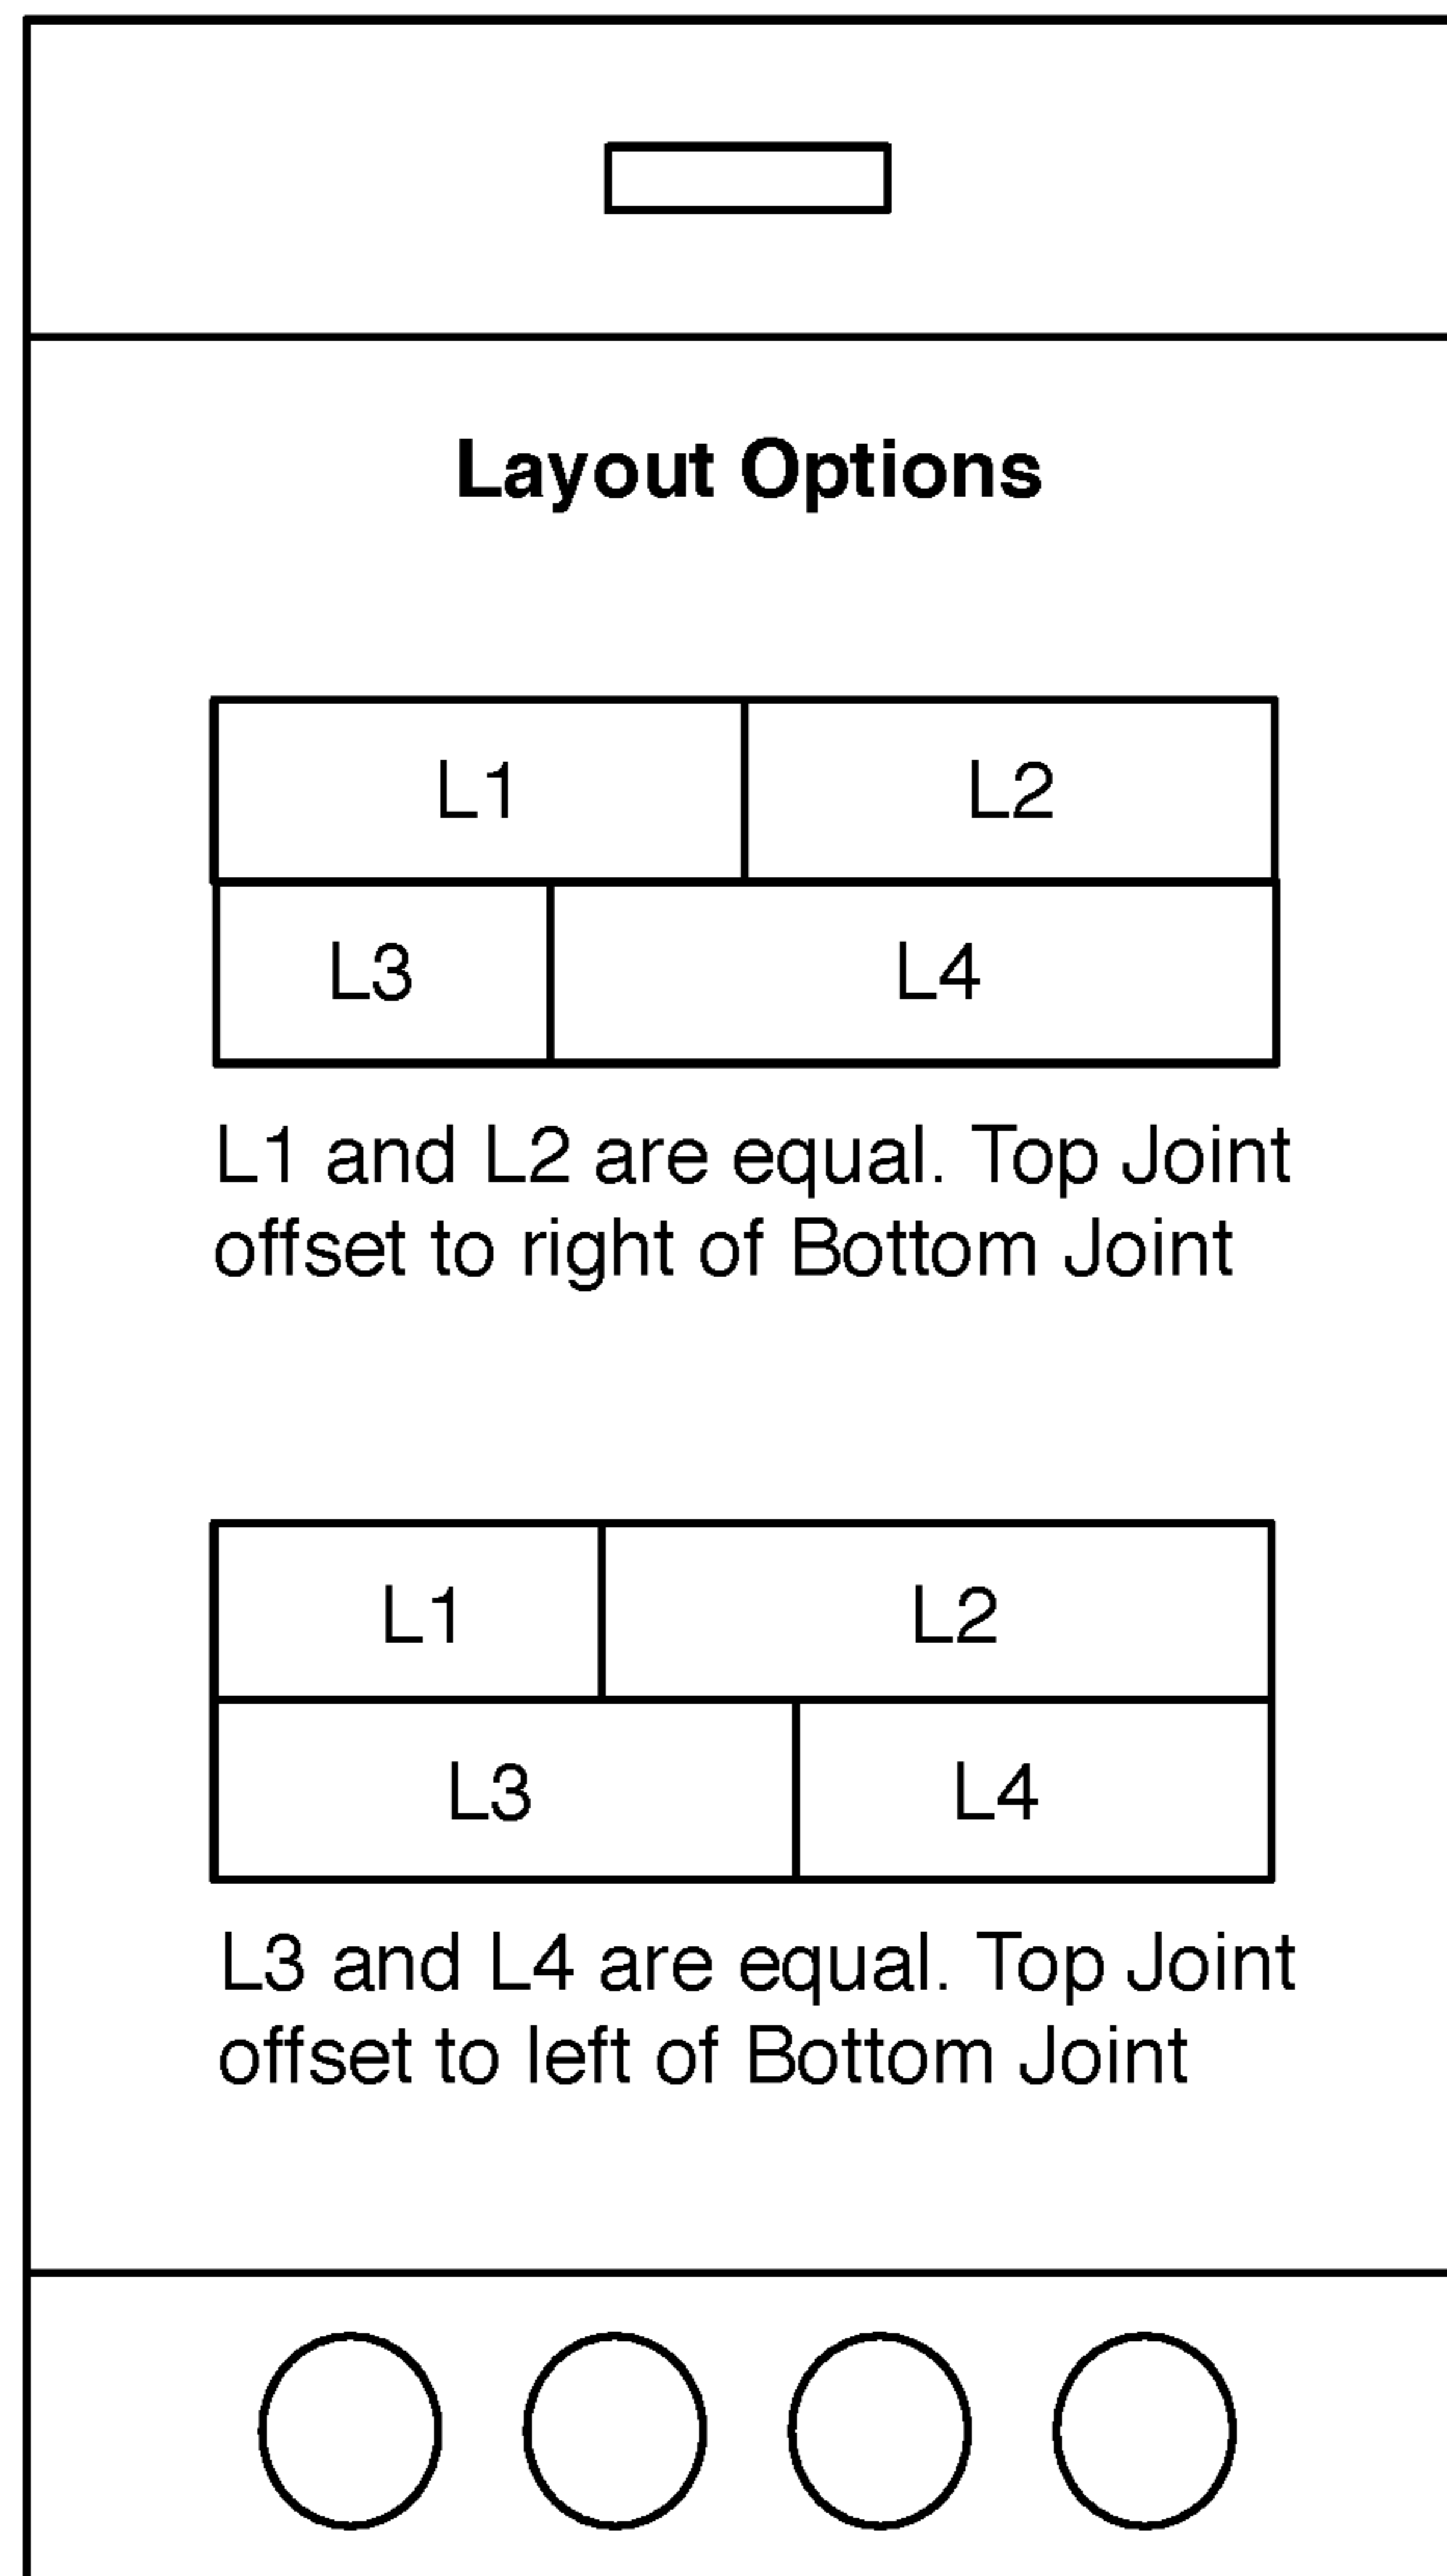 Layout Options
L1 L2
L3 L4
L1 and L2 are equal. Top Joint
offset to right of Bottom Joint
L1 L2
L3 L4
L3 and L4 are equal. Top Joint
offset to left of Bottom Joint